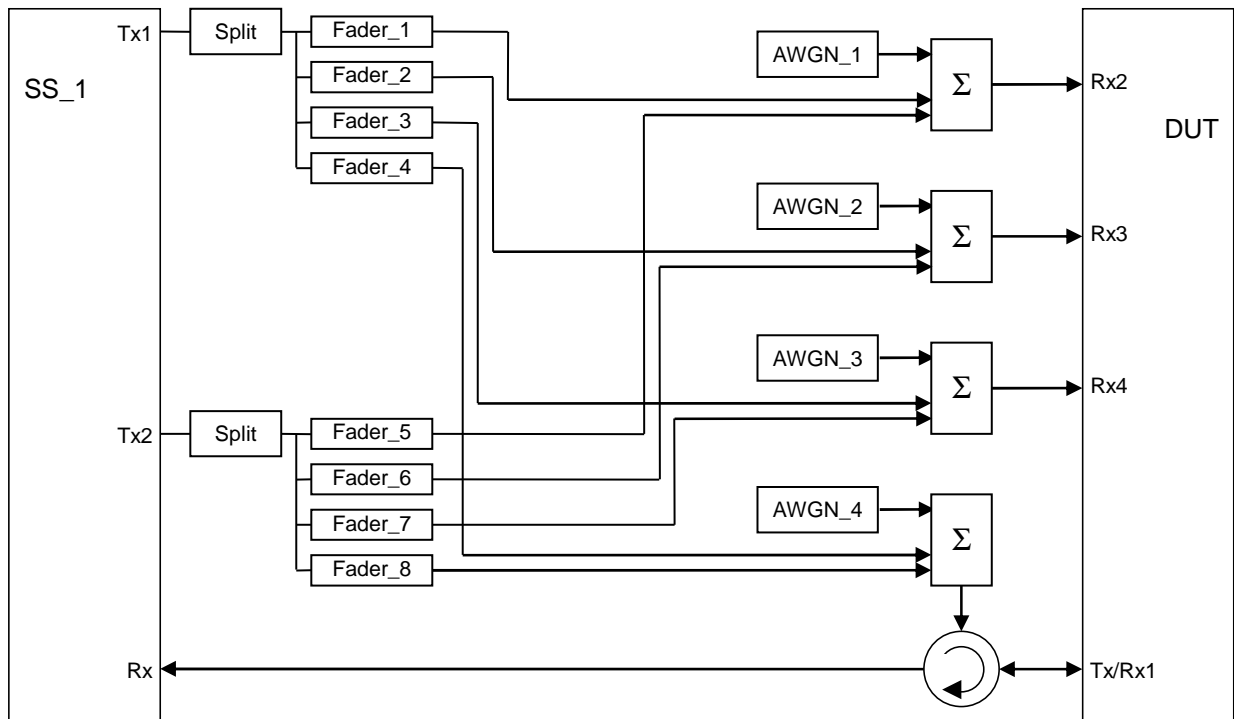 Tx1
Split
Fader_1
AWGN_1
Fader_2
Σ
Rx2
SS_1
Fader_3
DUT
Fader_4
AWGN_2
Σ
Rx3
AWGN_3
Σ
Rx4
Tx2
Split
Fader_5
Fader_6
AWGN_4
Fader_7
Σ
Fader_8
Rx
Tx/Rx1